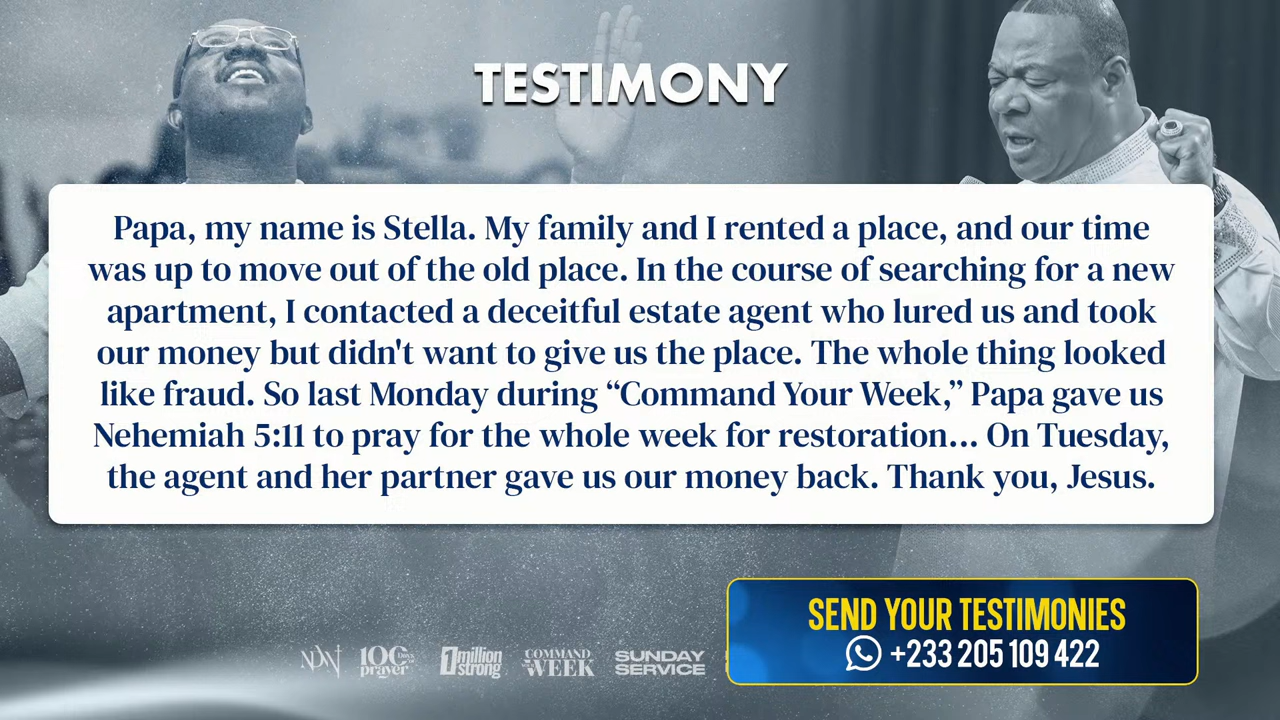 TESTIMONY
Papa, my name is Stella. My family and I rented a place, and our time
was up to move out of the old place. In the course of searching for a new
apartment, I contacted a deceitful estate agent who lured us and took
our money but didn't want to give us the place. The whole thing looked
like fraud. So last Monday during “Command Your Week,” Papa gave us
Nehemiah 5:11 to pray for the whole week for restoration... On Tuesday,
the agent and her partner gave us our money back. Thank you, Jesus.
SEND YOUR TESTIMONIES
+233 205 109 422
100 Days prayer
1million
strong
COMMAND
WEEK
SUNDAY
SERVICE